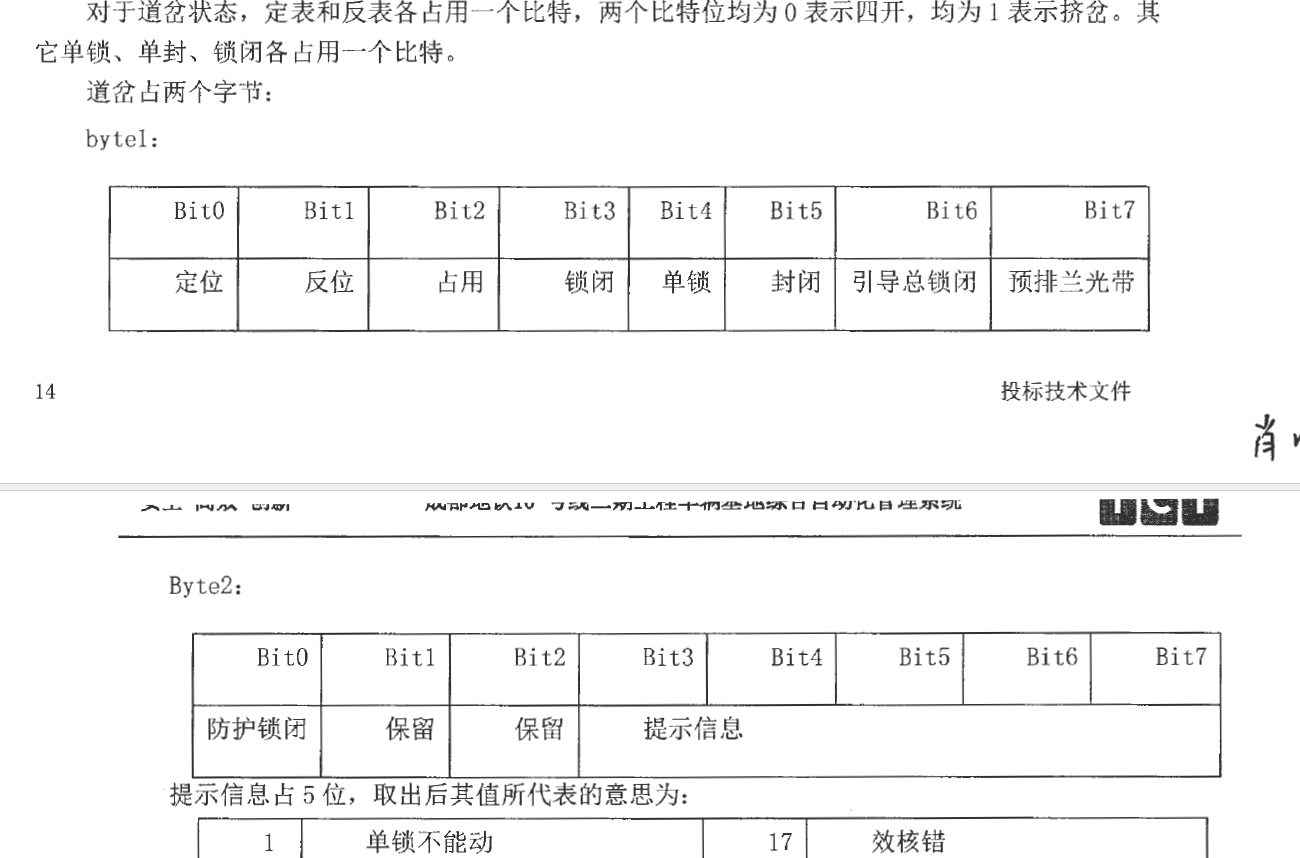 对于道岔状态，定表和反表各占用一个比特，两个比特位均为 0 表示四开，均为 1 表示挤岔。其
它单锁、单封、锁闭各占用一个比特。
道岔占两个字节：
byte1：
Bit0 Bit1 Bit2 Bit3 Bit4 Bit5 Bit6 Bit7
定位 反位 占用 锁闭 单锁 封闭 引导总锁闭 预排兰光带
14 投标技术文件
肖
成都地铁10 号线二期工程车辆基地综合自动化管理系统
Byte2：
Bit0 Bit1 Bit2 Bit3 Bit4 Bit5 Bit6 Bit7
防护锁闭 保留 保留 提示信息
提示信息占 5 位，取出后其值所代表的意思为：
1 单锁不能动 17 效核错